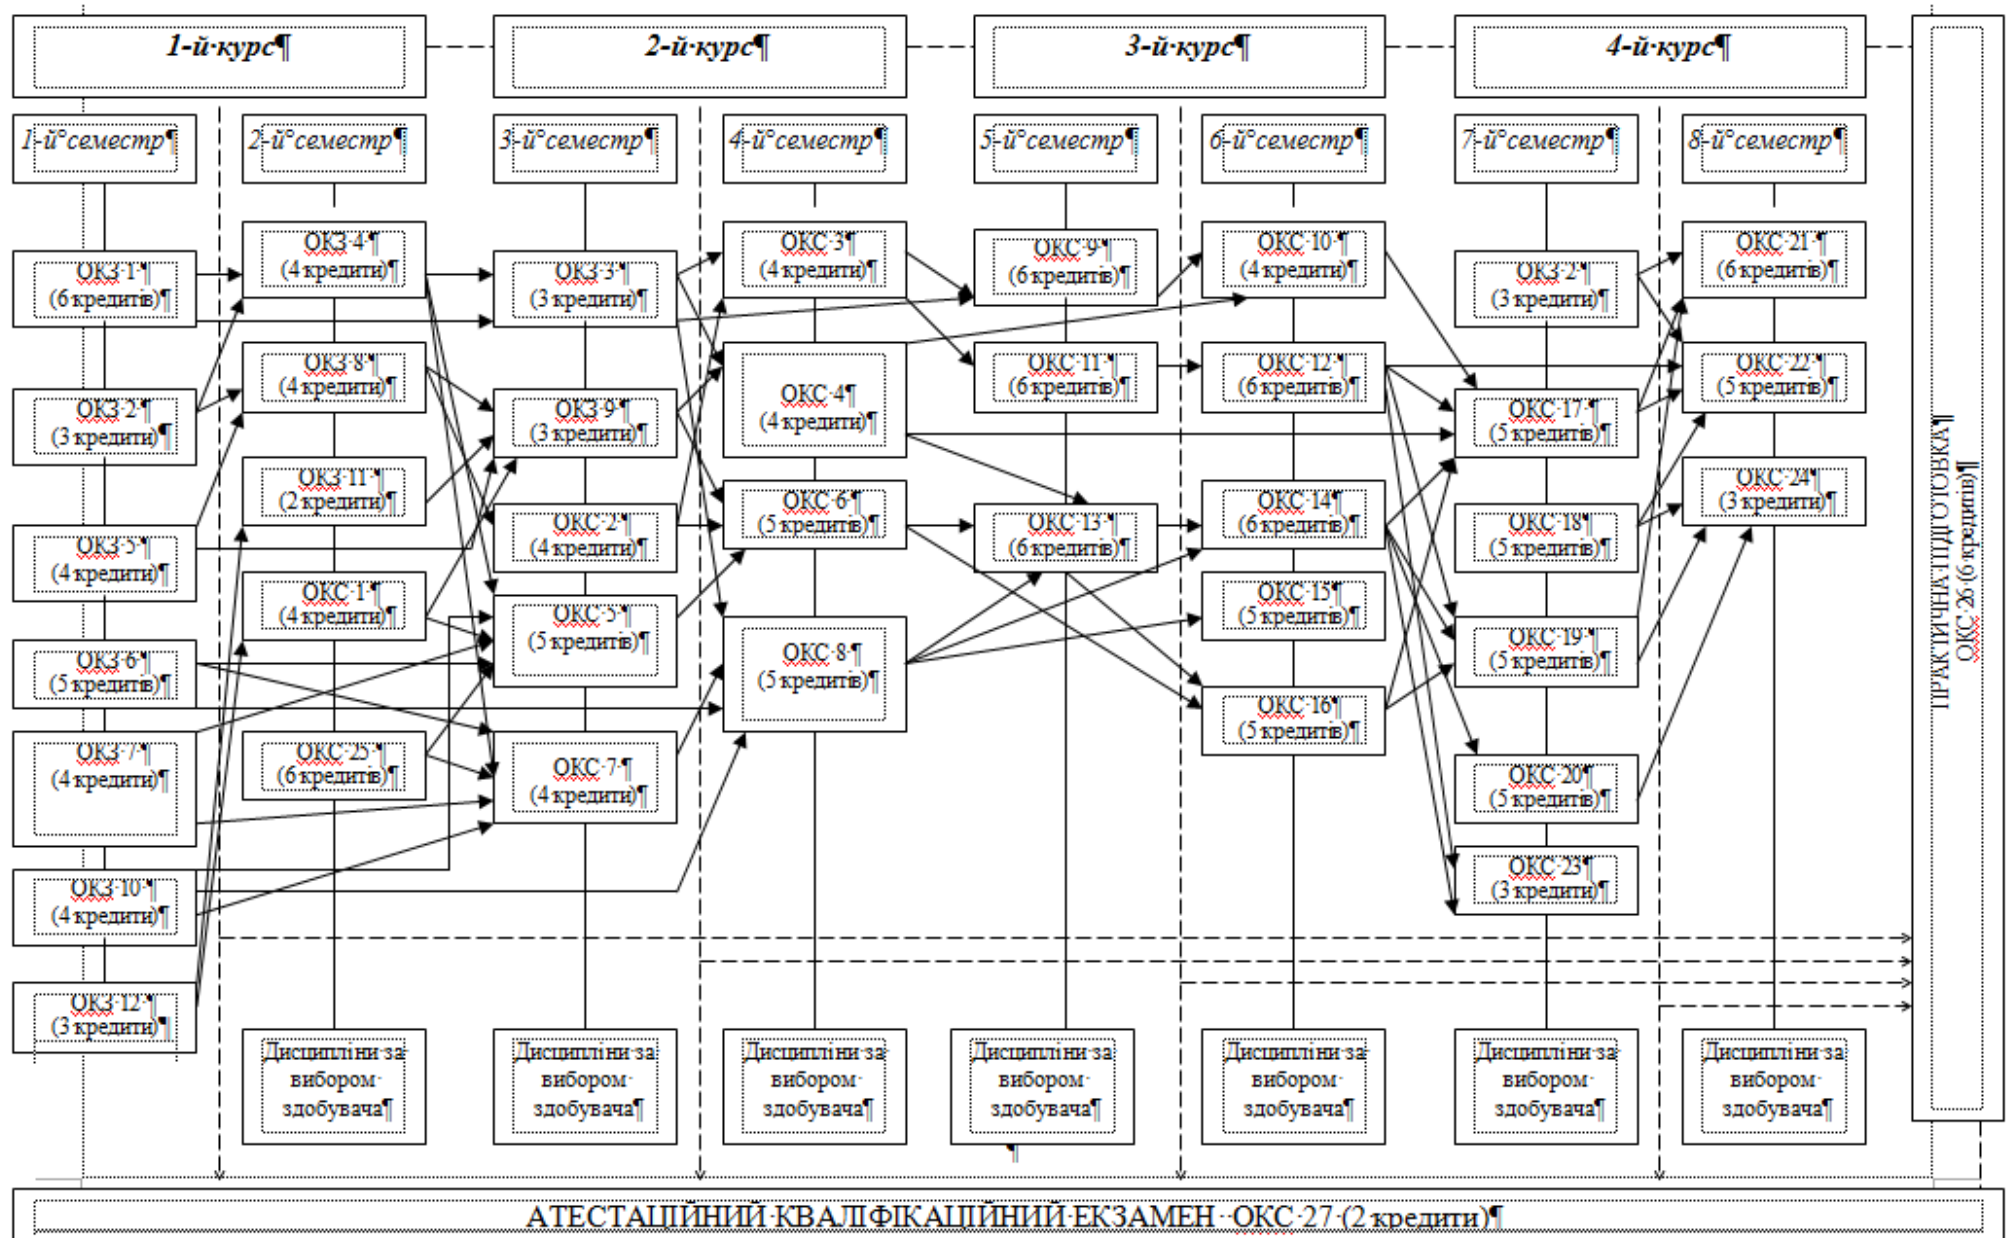 1-й·курс¶
2-й·курс¶
3-й·курс¶
4-й·курс¶
1-й°семестр¶
2-й°семестр¶
3-й°семестр¶
4-й°семестр¶
5-й°семестр¶
6-й°семестр¶
7-й°семестр¶
8-й°семестр¶
ОКЗ·1·¶
(6·кредитів)¶
ОКЗ·2·¶
(3·кредити)¶
ОКЗ·5·¶
(4·кредити)¶
ОКЗ·6·¶
(5·кредитів)¶
ОКЗ·7·¶
(4·кредити)¶
ОКЗ·10·¶
(4·кредити)¶
ОКЗ·12·¶
(3·кредити)¶
ОКЗ·4·¶
(4·кредити)¶
ОКЗ·8·¶
(4·кредити)¶
ОКЗ·11·¶
(2·кредити)¶
ОКС·1·¶
(4·кредити)¶
ОКС·25·¶
(6·кредитів)¶
Дисципліни·за·
вибором·
здобувача¶
ОКЗ·3·¶
(3·кредити)¶
ОКЗ·9·¶
(3·кредити)¶
ОКС·2·¶
(4·кредити)¶
ОКС·5·¶
(5·кредитів)¶
ОКС·7·¶
(4·кредити)¶
Дисципліни·за·
вибором·
здобувача¶
ОКС·3·¶
(4·кредити)¶
ОКС·4¶
(4·кредити)¶
ОКС·6·¶
(5·кредитів)¶
ОКС·8·¶
(5·кредитів)¶
Дисципліни·за·
вибором·
здобувача¶
ОКС·9·¶
(6·кредитів)¶
ОКС·11·¶
(6·кредитів)¶
ОКС·13·¶
(6·кредитів)¶
Дисципліни·за·
вибором·
здобувача¶
¶
ОКС·10·¶
(4·кредити)¶
ОКС·12·¶
(6·кредитів)¶
ОКС·14·¶
(6·кредитів)¶
ОКС·15·¶
(5·кредитів)¶
ОКС·16·¶
(5·кредитів)¶
Дисципліни·за·
вибором·
здобувача¶
ОКЗ·2·¶
(3·кредити)¶
ОКС·17·¶
(5·кредитів)¶
ОКС·18·¶
(5·кредитів)¶
ОКС·19·¶
(5·кредитів)¶
ОКС·20¶
(5·кредитів)¶
ОКС·23¶
(3·кредити)¶
Дисципліни·за·
вибором·
здобувача¶
ОКС·21·¶
(6·кредитів)¶
ОКС·22·¶
(5·кредитів)¶
ОКС·24·¶
(3·кредити)¶
Дисципліни·за·
вибором·
здобувача¶
ПРАКТИЧНА·ПІДГОТОВКА¶
ОКС·26·(6·кредитів)¶
АТЕСТАЦІЙНИЙ·КВАЛІФІКАЦІЙНИЙ·ЕКЗАМЕН··ОКС·27·(2·кредити)¶